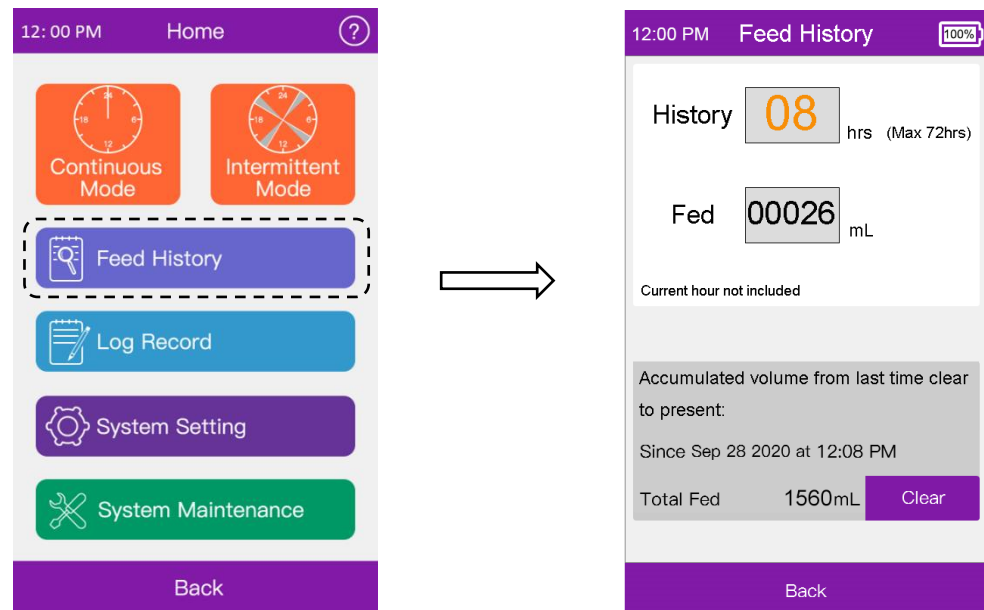 12: 00 PM Home ?
24
18 6
12
Continuous
Mode
24
18 6
12
Intermittent
Mode
Feed History
Log Record
System Setting
System Maintenance
Back
12:00 PM Feed History 100%
History 08 hrs (Max 72hrs)
Fed 00026 mL
Current hour not included
Accumulated volume from last time clear
to present:
Since Sep 28 2020 at 12:08 PM
Total Fed 1560mL Clear
Back